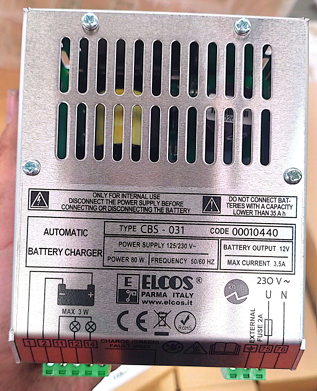 ONLY FOR INTERNAL USE
DISCONNECT THE POWER SUPPLY BEFORE
CONNECTING OR DISCONNECTING THE BATTERY
DO NOT CONNECT BAT-
TERIES WITH A CAPACITY
LOWER THAN 35 A h
AUTOMATIC
BATTERY CHARGER
TYPE CBS - 031
CODE 00010440
POWER SUPPLY 125/230 V~
BATTERY OUTPUT 12V
POWER 80 W
FREQUENCY 50/60 HZ
MAX CURRENT 3,5A
E ELCOS®
PARMA ITALY
www.elcos.it
230 V ~
U N
MAX 3 W
CE
EXTERNAL
FUSE 2A